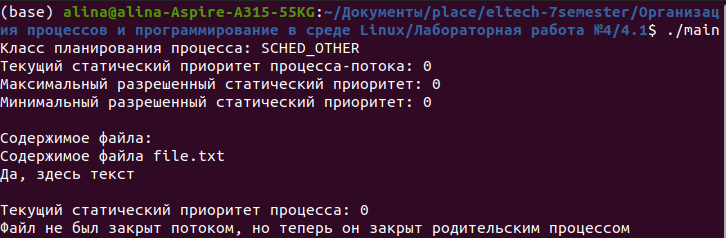 (base) alina@alina-Aspire-A315-55KG:~/Документы/place/eltech-7semester/Организац
ия процессов и программирование в среде Linux/Лабораторная работа №4/4.1$ ./main
Класс планирования процесса: SCHED_OTHER
Текущий статический приоритет процесса-потока: 0
Максимальный разрешенный статический приоритет: 0
Минимальный разрешенный статический приоритет: 0
Содержимое файла:
Содержимое файла file.txt
Да, здесь текст
Текущий статический приоритет процесса: 0
Файл не был закрыт потоком, но теперь он закрыт родительским процессом